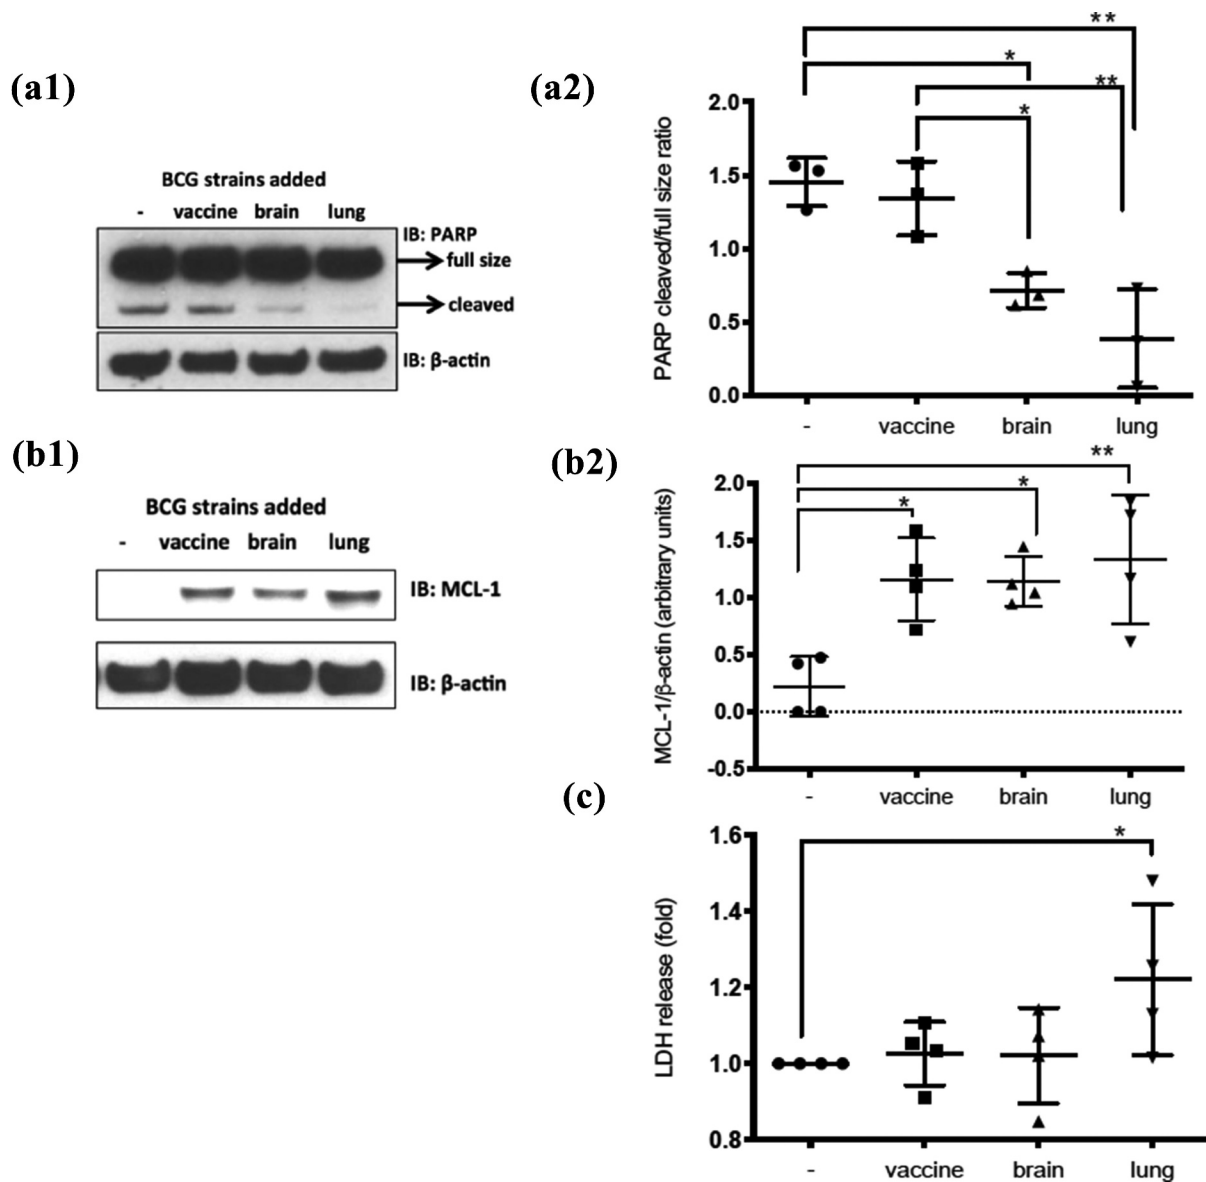 (a1)
BCG strains added
- vaccine brain lung
IB: PARP
full size
cleaved
IB: β-actin
(a2)
** 
*
**
*
PARP cleaved/full size ratio
2.0
1.5
1.0
0.5
0.0
- vaccine brain lung
(b1)
BCG strains added
- vaccine brain lung
IB: MCL-1
IB: β-actin
(b2)
**
*
*
MCL-1/β-actin (arbitrary units)
2.0
1.5
1.0
0.5
0.0
-0.5
- vaccine brain lung
(c)
*
LDH release (fold)
1.6
1.4
1.2
1.0
0.8
- vaccine brain lung